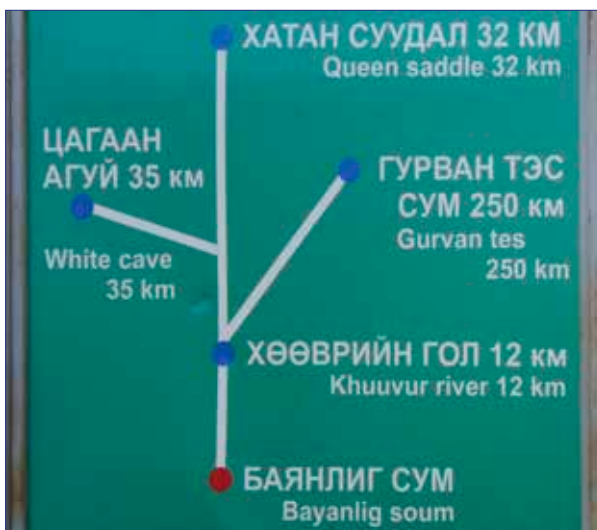 ХАТАН СУУДАЛ 32 КМ
Queen saddle 32 km
ЦАГААН
АГУЙ 35 км
White cave
35 km
ГУРВАН ТЭС
СУМ 250 км
Gurvan tes
250 km
ХӨӨВРИЙН ГОЛ 12 км
Khuuvur river 12 km
БАЯНЛИГ СУМ
Bayanlig soum